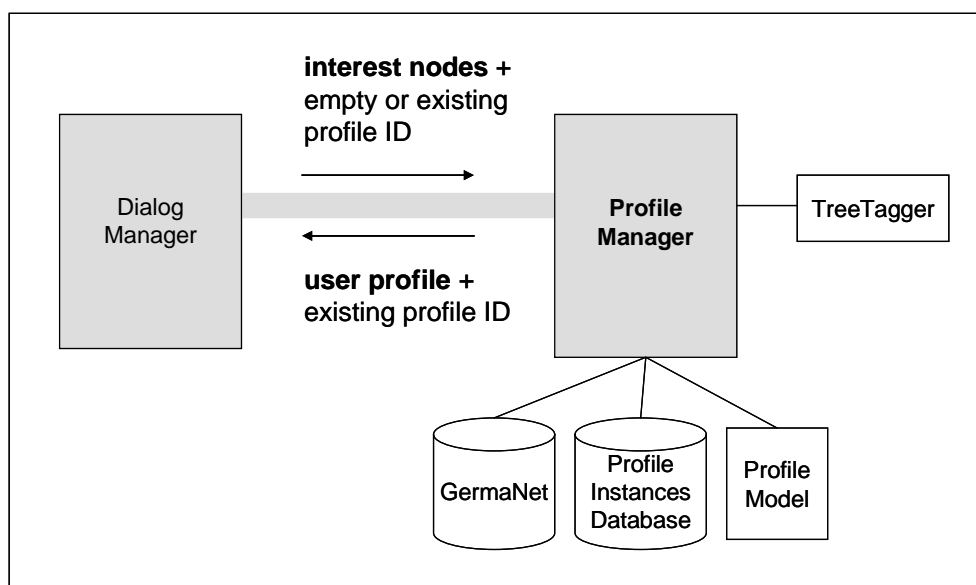 interest nodes +
empty or existing
profile ID
Dialog
Manager
Profile
Manager
TreeTagger
user profile +
existing profile ID
GermaNet
Profile
Instances
Database
Profile
Model